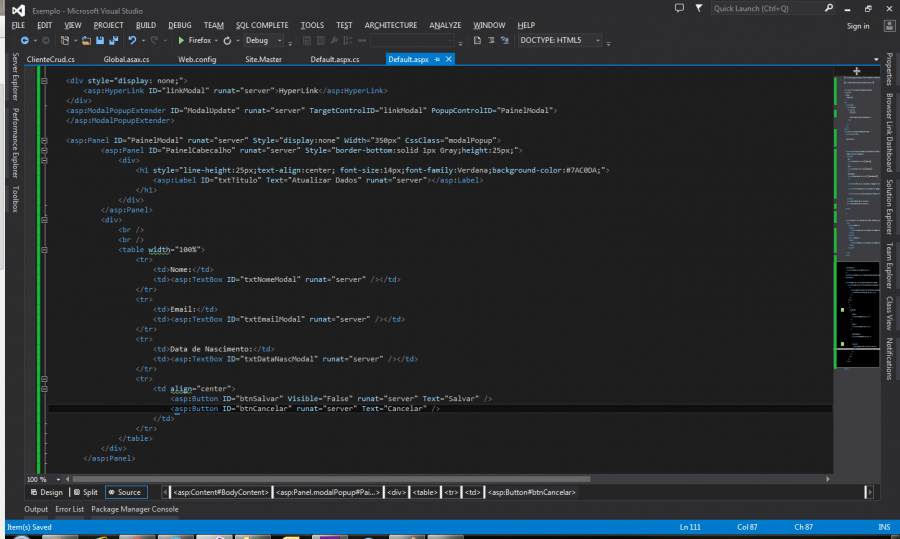 Exemplo - Microsoft Visual Studio
Quick Launch (Ctrl+Q)
FILE EDIT VIEW PROJECT BUILD DEBUG TEAM SQL COMPLETE TOOLS TEST ARCHITECTURE ANALYZE WINDOW HELP
Sign in
Firefox Debug DOCTYPE: HTML5
ClienteCrud.cs Global.asax.cs Web.config Site.Master Default.aspx.cs Default.aspx
Server Explorer
Performance Explorer
Toolbox
<div style="display: none;">
<asp:HyperLink ID="linkModal" runat="server">HyperLink</asp:HyperLink>
</div>
<asp:ModalPopupExtender ID="ModalUpdate" runat="server" TargetControlID="linkModal" PopupControlID="PainelModal">
</asp:ModalPopupExtender>
<asp:Panel ID="PainelModal" runat="server" Style="display:none" Width="350px" CssClass="modalPopup">
<asp:Panel ID="PainelCabecalho" runat="server" Style="border-bottom:solid 1px Gray;height:25px;">
<div>
<h1 style="line-height:25px;text-align:center; font-size:14px;font-family:Verdana;background-color:#7AC0DA;">
<asp:Label ID="txtTitulo" Text="Atualizar Dados" runat="server"></asp:Label>
</h1>
</div>
</asp:Panel>
<div>
<br />
<br />
<table width="100%">
<tr>
<td>Nome:</td>
<td><asp:TextBox ID="txtNomeModal" runat="server" /></td>
</tr>
<tr>
<td>Email:</td>
<td><asp:TextBox ID="txtEmailModal" runat="server" /></td>
</tr>
<tr>
<td>Data de Nascimento:</td>
<td><asp:TextBox ID="txtDataNascModal" runat="server" /></td>
</tr>
<tr>
<td align="center">
<asp:Button ID="btnSalvar" Visible="False" runat="server" Text="Salvar" />
<asp:Button ID="btnCancelar" runat="server" Text="Cancelar" />
</td>
</tr>
</table>
</div>
</asp:Panel>
Properties
Browser Link Dashboard
Solution Explorer
Team Explorer
Class View
Notifications
100 %
Design Split Source <asp:Content#BodyContent> <asp:Panel.modalPopup#Pai...> <div> <table> <tr> <td> <asp:Button#btnCancelar>
Output Error List Package Manager Console
Item(s) Saved Ln 111 Col 87 Ch 87 INS